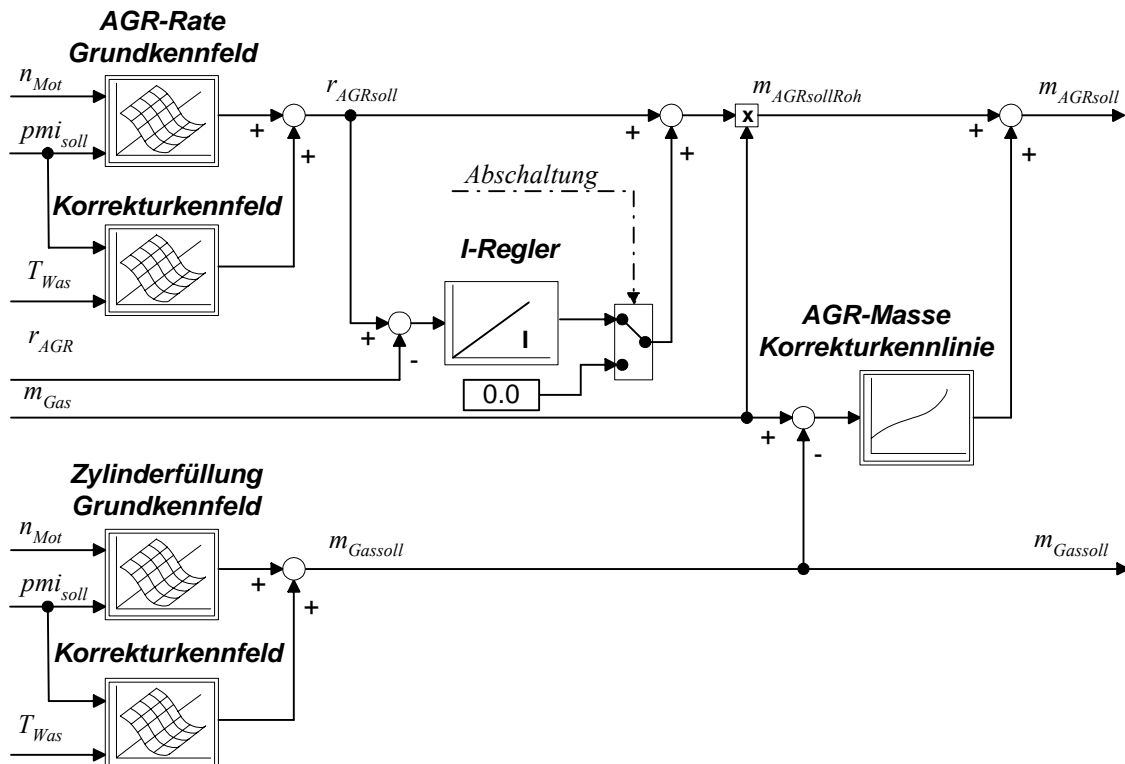 AGR-Rate
Grundkennfeld
n_Mot
r_AGRsoll
m_AGRsollRoh
m_AGRsoll
+
+
+
+
x
+
+
pmi_soll
Abschaltung
Korrekturkennfeld
I-Regler
T_Was
AGR-Masse
Korrekturkennlinie
r_AGR
+
-
I
m_Gas
0.0
+
-
Zylinderfüllung
Grundkennfeld
n_Mot
m_Gassoll
m_Gassoll
pmi_soll
+
+
Korrekturkennfeld
T_Was